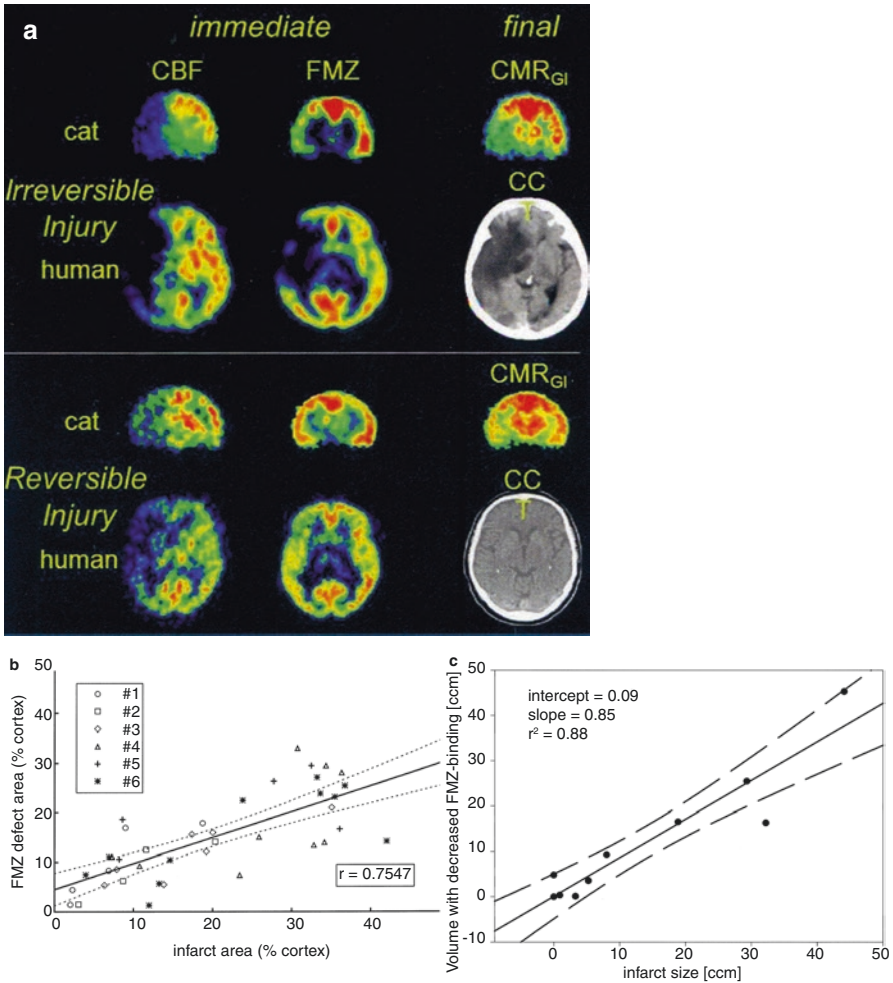 a
immediate final
CBF FMZ CMR_Gl
cat
Irreversible
Injury
human
CC
CMR_Gl
cat
Reversible
Injury
human
CC
b
50
40
30
20
10
0
FMZ defect area (% cortex)
#1
#2
#3
#4
#5
#6
r = 0.7547
0 10 20 30 40
infarct area (% cortex)
c
50
40
30
20
10
0
-10
Volume with decreased FMZ-binding [ccm]
intercept = 0.09
slope = 0.85
r² = 0.88
0 10 20 30 40 50
infarct size [ccm]